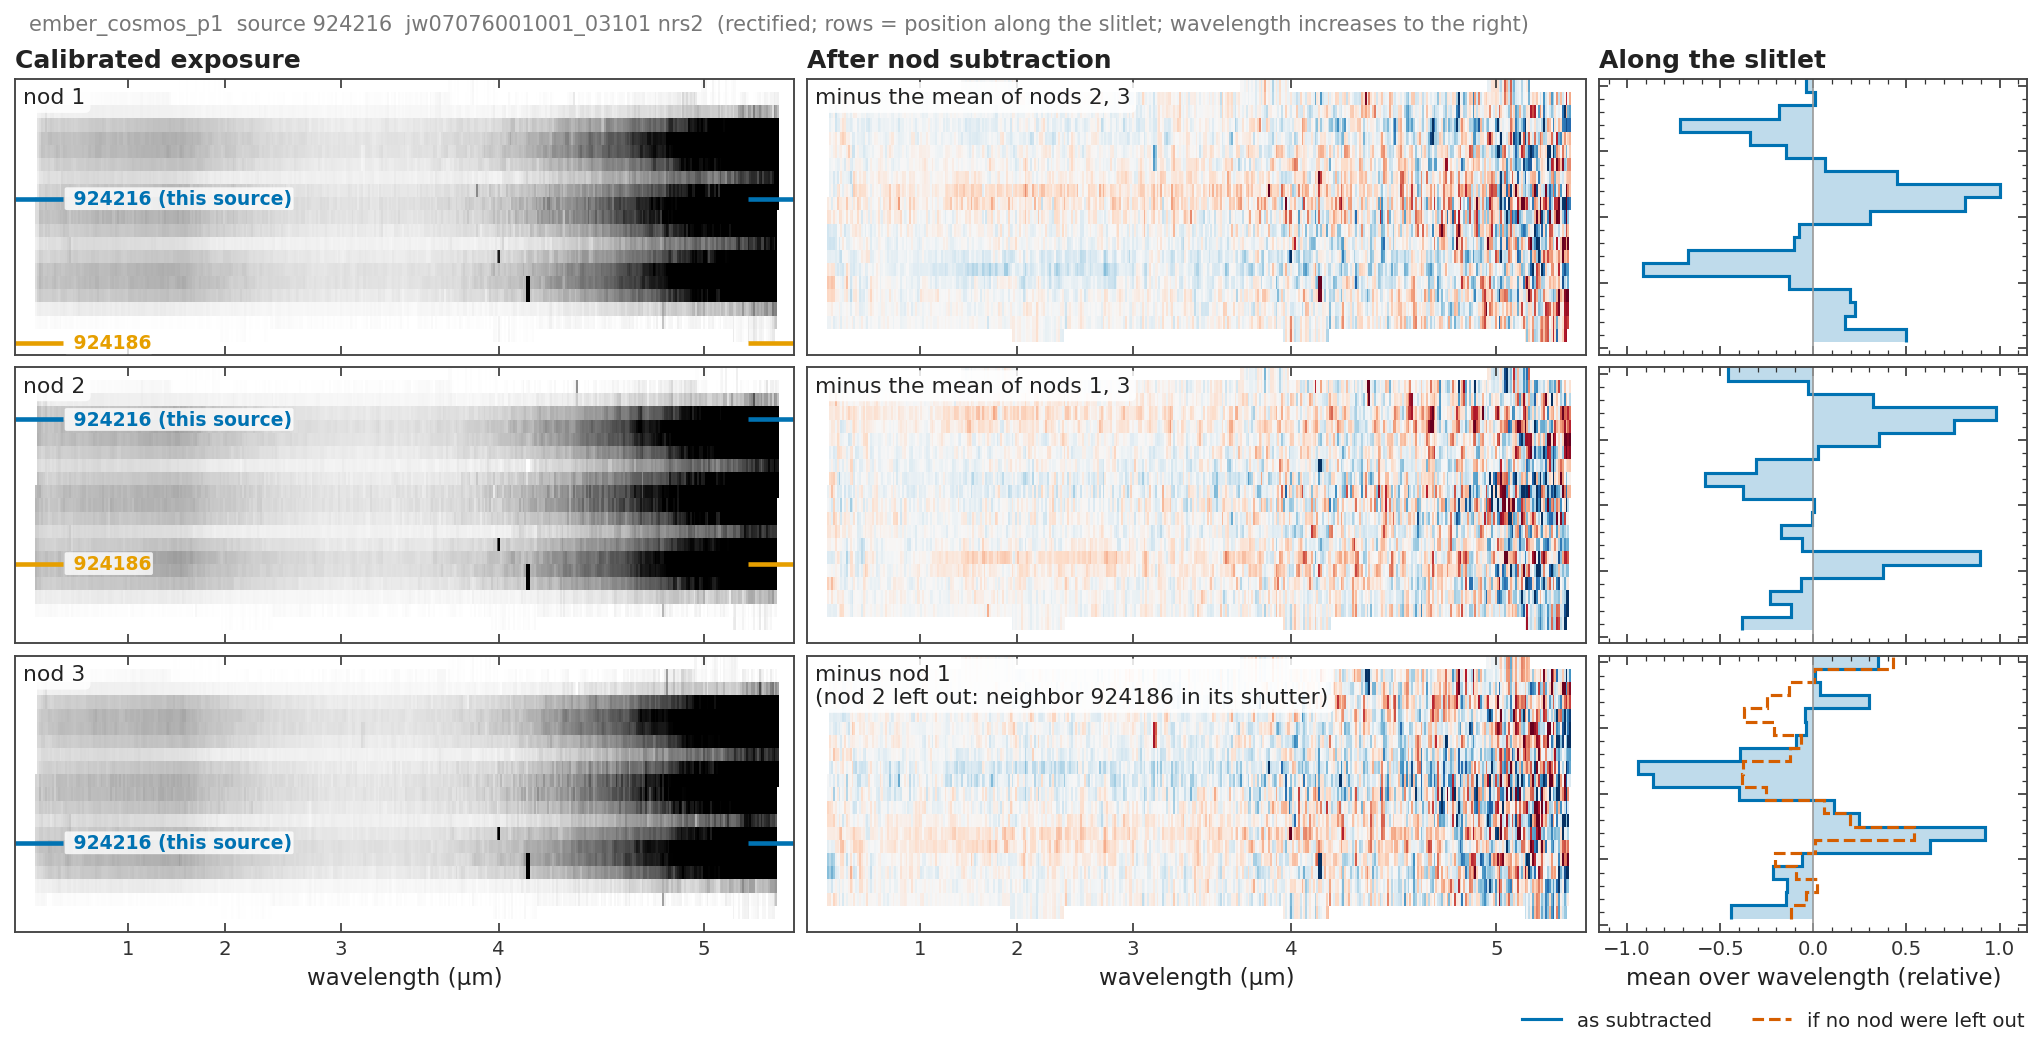 ember_cosmos_p1  source 924216  jw07076001001_03101 nrs2  (rectified; rows = position along the slitlet; wavelength increases to the right)
Calibrated exposure
After nod subtraction
Along the slitlet
nod 1
924216 (this source)
924186
minus the mean of nods 2, 3
nod 2
924216 (this source)
924186
minus the mean of nods 1, 3
nod 3
924216 (this source)
minus nod 1
(nod 2 left out: neighbor 924186 in its shutter)
1 2 3 4 5
wavelength (μm)
1 2 3 4 5
wavelength (μm)
−1.0 −0.5 0.0 0.5 1.0
mean over wavelength (relative)
as subtracted
if no nod were left out